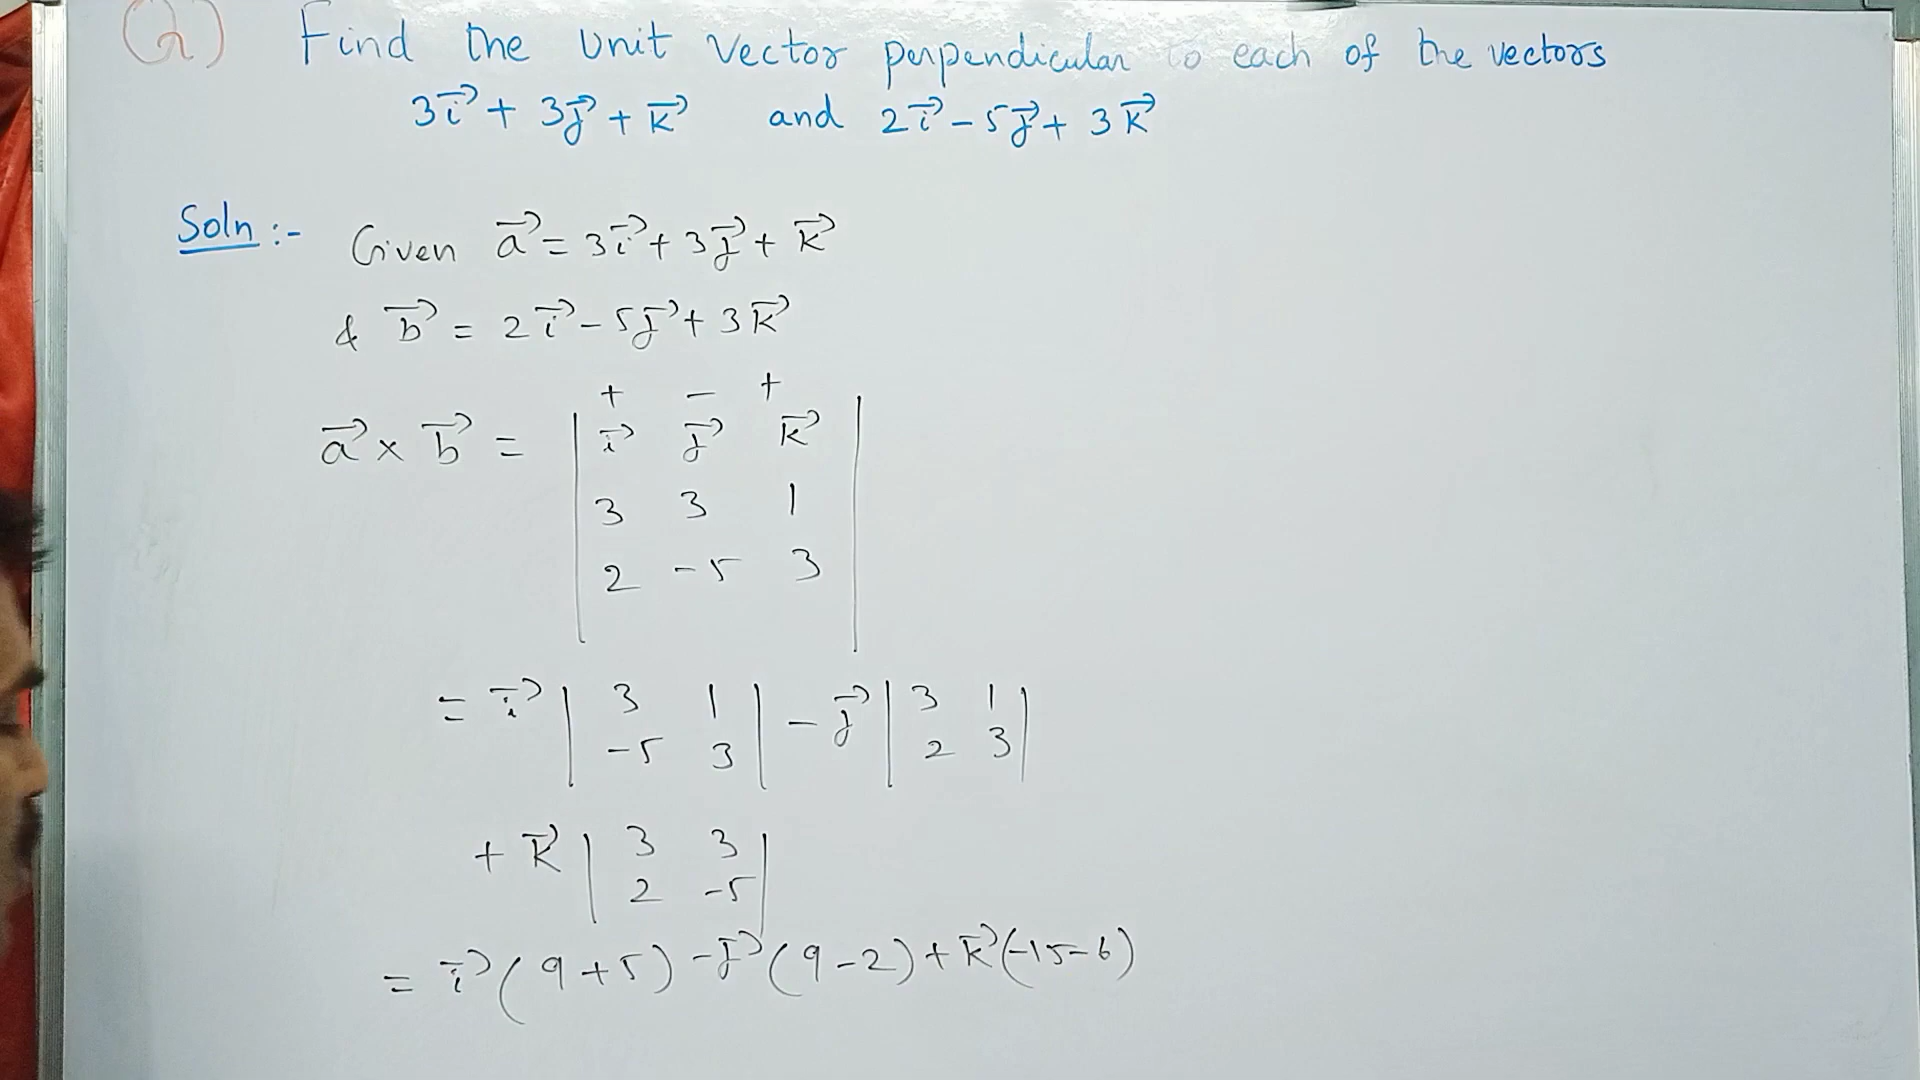 Q) Find the unit vector perpendicular to each of the vectors
3i⃗ + 3j⃗ + k⃗ and 2i⃗ - 5j⃗ + 3k⃗
Soln :- Given a⃗ = 3i⃗ + 3j⃗ + k⃗
& b⃗ = 2i⃗ - 5j⃗ + 3k⃗
+ - +
a⃗ × b⃗ = | i⃗ j⃗ k⃗ |
3 3 1
2 -5 3
= i⃗ | 3 1 | - j⃗ | 3 1 |
-5 3 2 3
+ k⃗ | 3 3 |
2 -5
= i⃗ (9+5) - j⃗ (9-2) + k⃗ (-15-6)